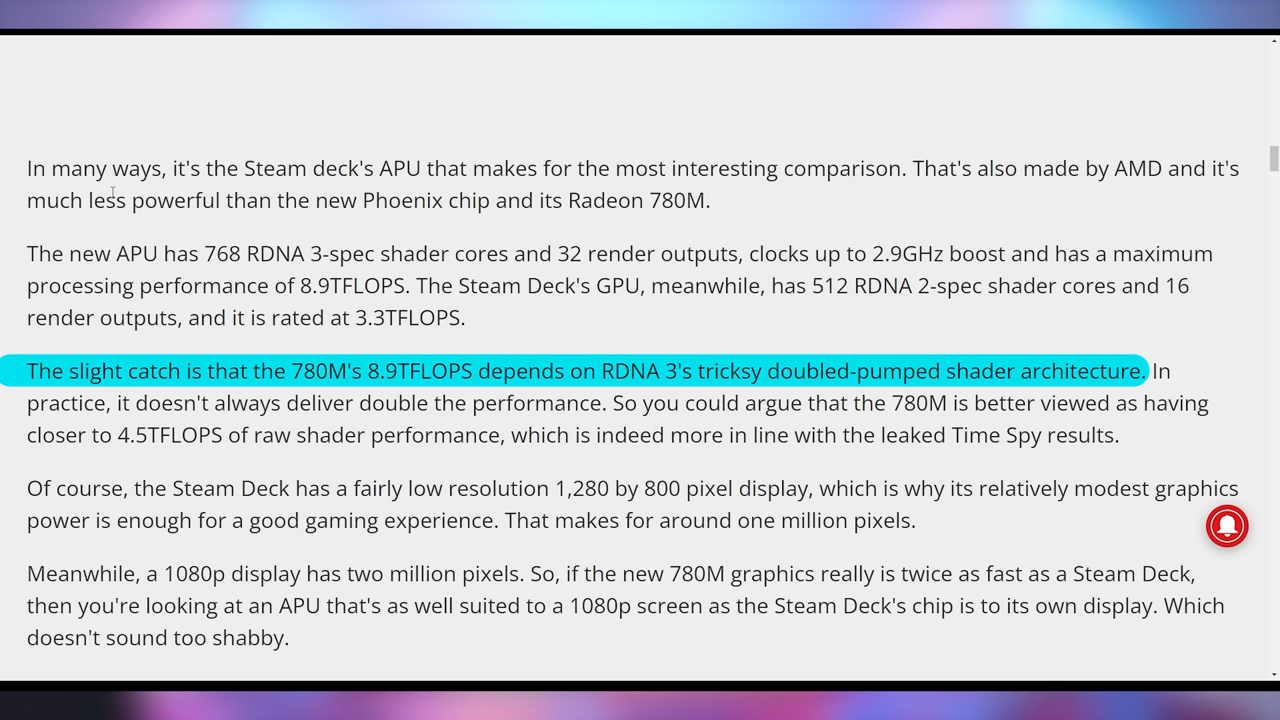 In many ways, it's the Steam deck's APU that makes for the most interesting comparison. That's also made by AMD and it's
much less powerful than the new Phoenix chip and its Radeon 780M.
The new APU has 768 RDNA 3-spec shader cores and 32 render outputs, clocks up to 2.9GHz boost and has a maximum
processing performance of 8.9TFLOPS. The Steam Deck's GPU, meanwhile, has 512 RDNA 2-spec shader cores and 16
render outputs, and it is rated at 3.3TFLOPS.
The slight catch is that the 780M's 8.9TFLOPS depends on RDNA 3's tricksy doubled-pumped shader architecture. In
practice, it doesn't always deliver double the performance. So you could argue that the 780M is better viewed as having
closer to 4.5TFLOPS of raw shader performance, which is indeed more in line with the leaked Time Spy results.
Of course, the Steam Deck has a fairly low resolution 1,280 by 800 pixel display, which is why its relatively modest graphics
power is enough for a good gaming experience. That makes for around one million pixels.
Meanwhile, a 1080p display has two million pixels. So, if the new 780M graphics really is twice as fast as a Steam Deck,
then you're looking at an APU that's as well suited to a 1080p screen as the Steam Deck's chip is to its own display. Which
doesn't sound too shabby.